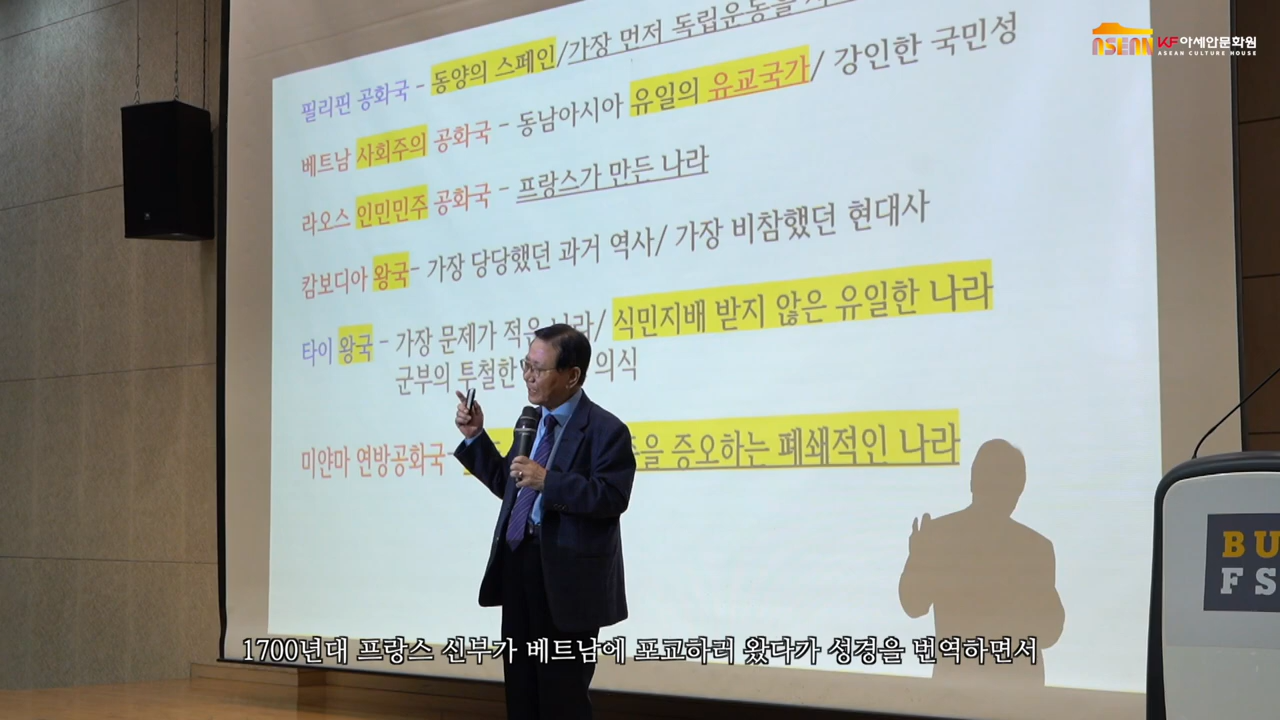 ASEAN KF아세안문화원
ASEAN CULTURE HOUSE
필리핀 공화국 - 동양의 스페인/가장 먼저 독립운동을
베트남 사회주의 공화국 - 동남아시아 유일의 유교국가/ 강인한 국민성
라오스 인민민주 공화국 - 프랑스가 만든 나라
캄보디아 왕국- 가장 당당했던 과거 역사/ 가장 비참했던 현대사
타이 왕국 - 가장 문제가 적은 나라/ 식민지배 받지 않은 유일한 나라
군부의 투철한 의식
미얀마 연방공화국- 증오하는 폐쇄적인 나라
BU
FS
1700년대 프랑스 신부가 베트남에 포교하러 왔다가 성경을 번역하면서